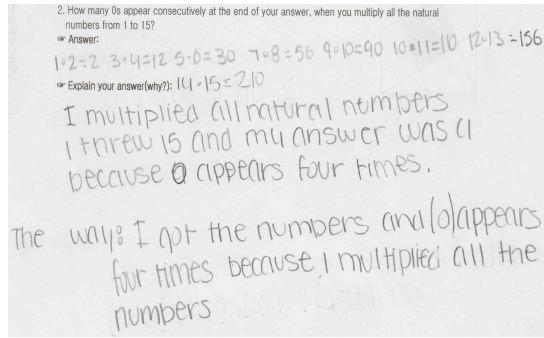 2. How many 0s appear consecutively at the end of your answer, when you multiply all the natural
numbers from 1 to 15?
☞ Answer:
1·2=2 3·4=12 5·6=30 7·8=56 9·10=90 10·11=110 12·13=156
☞ Explain your answer(why?): 14·15=210
I multiplied all natural numbers
1 threw 15 and my answer was 4
because 0 appears four times.
The way: I got the numbers and (0) appears
four times because I multiplied all the
numbers